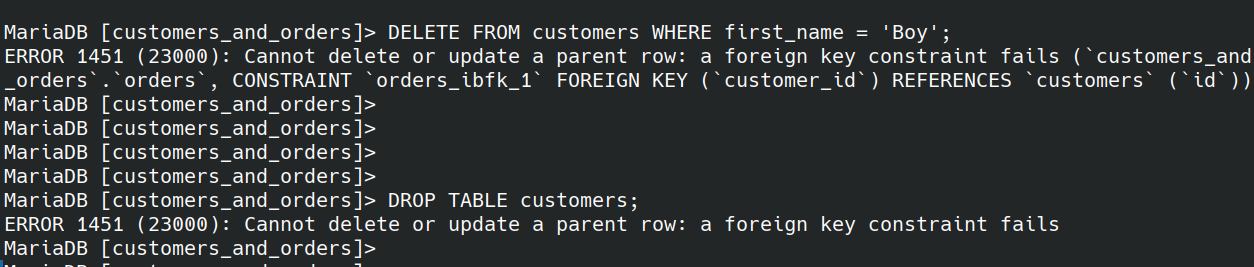 MariaDB [customers_and_orders]> DELETE FROM customers WHERE first_name = 'Boy';
ERROR 1451 (23000): Cannot delete or update a parent row: a foreign key constraint fails (`customers_and
_orders`.`orders`, CONSTRAINT `orders_ibfk_1` FOREIGN KEY (`customer_id`) REFERENCES `customers` (`id`))
MariaDB [customers_and_orders]>
MariaDB [customers_and_orders]>
MariaDB [customers_and_orders]>
MariaDB [customers_and_orders]>
MariaDB [customers_and_orders]> DROP TABLE customers;
ERROR 1451 (23000): Cannot delete or update a parent row: a foreign key constraint fails
MariaDB [customers_and_orders]>